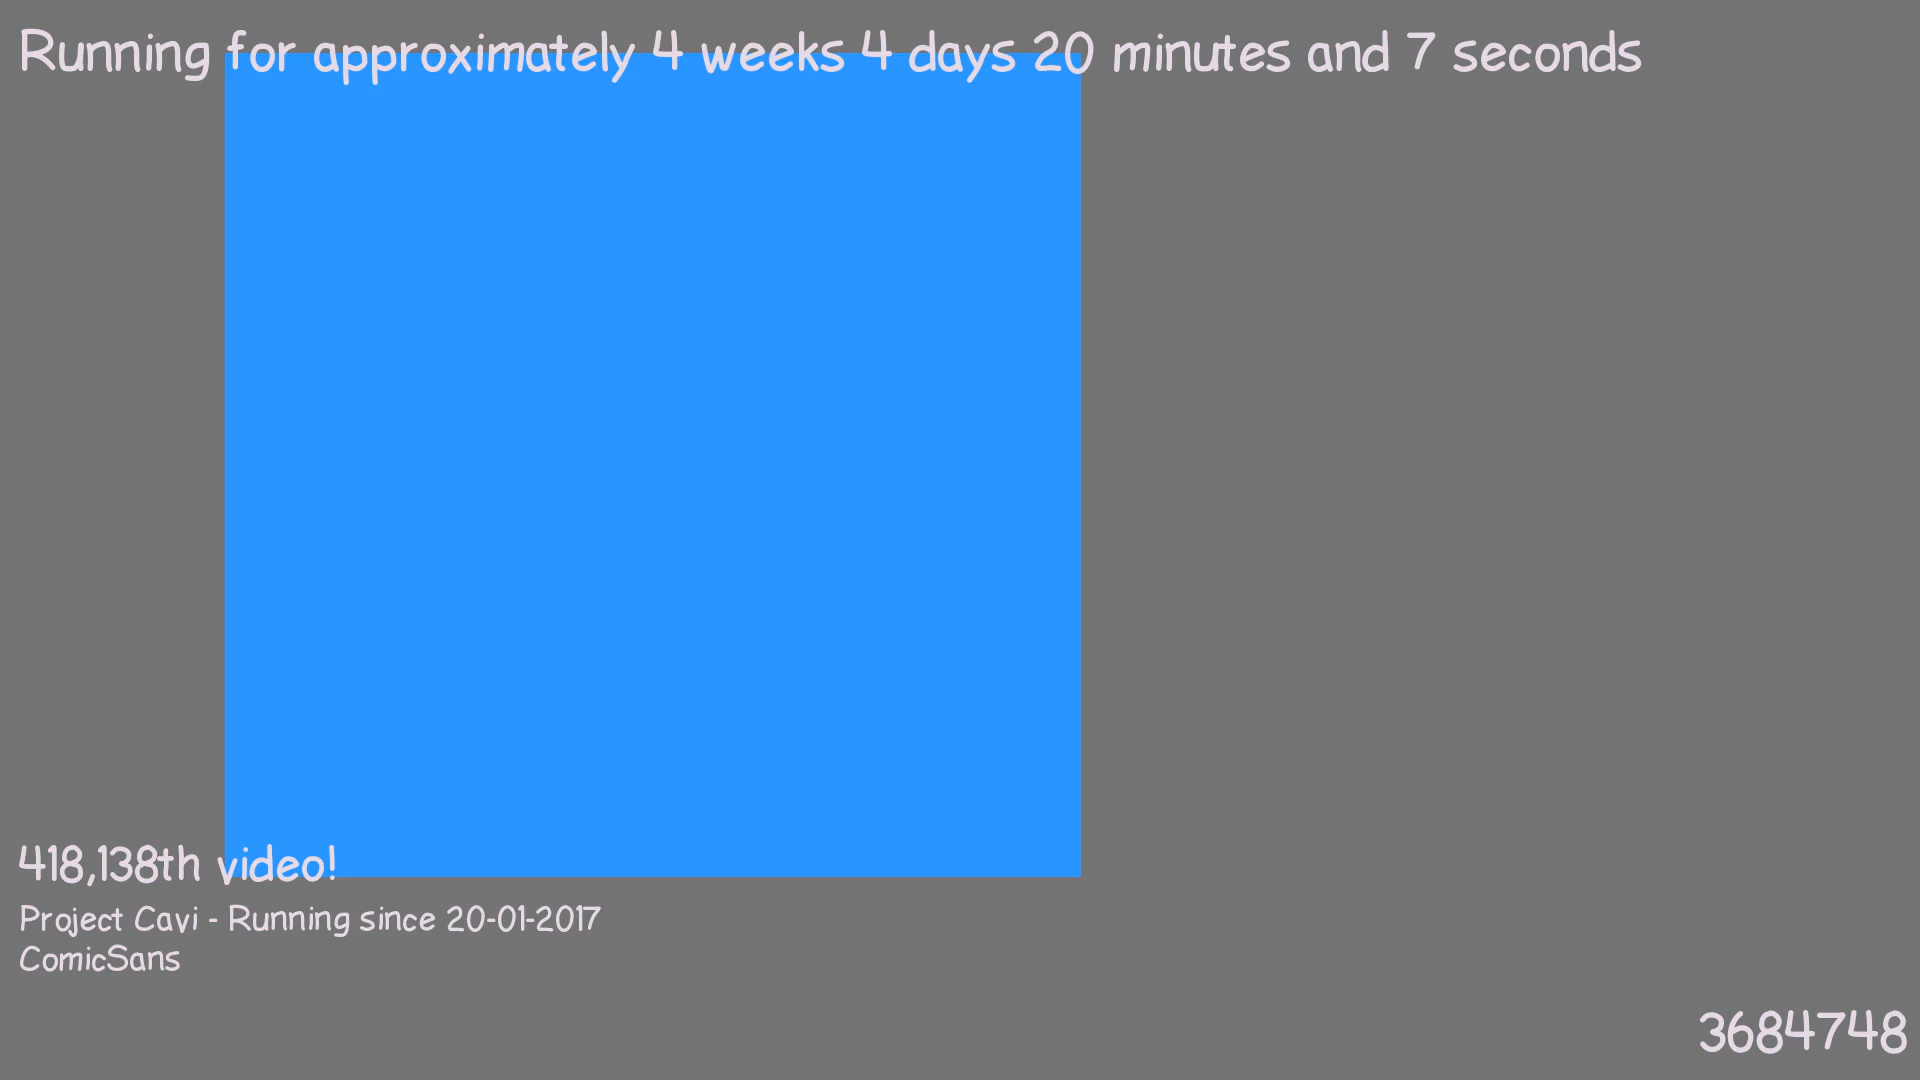 Running for approximately 4 weeks 4 days 20 minutes and 7 seconds
418,138th video!
Project Cavi - Running since 20-01-2017
ComicSans
3684748